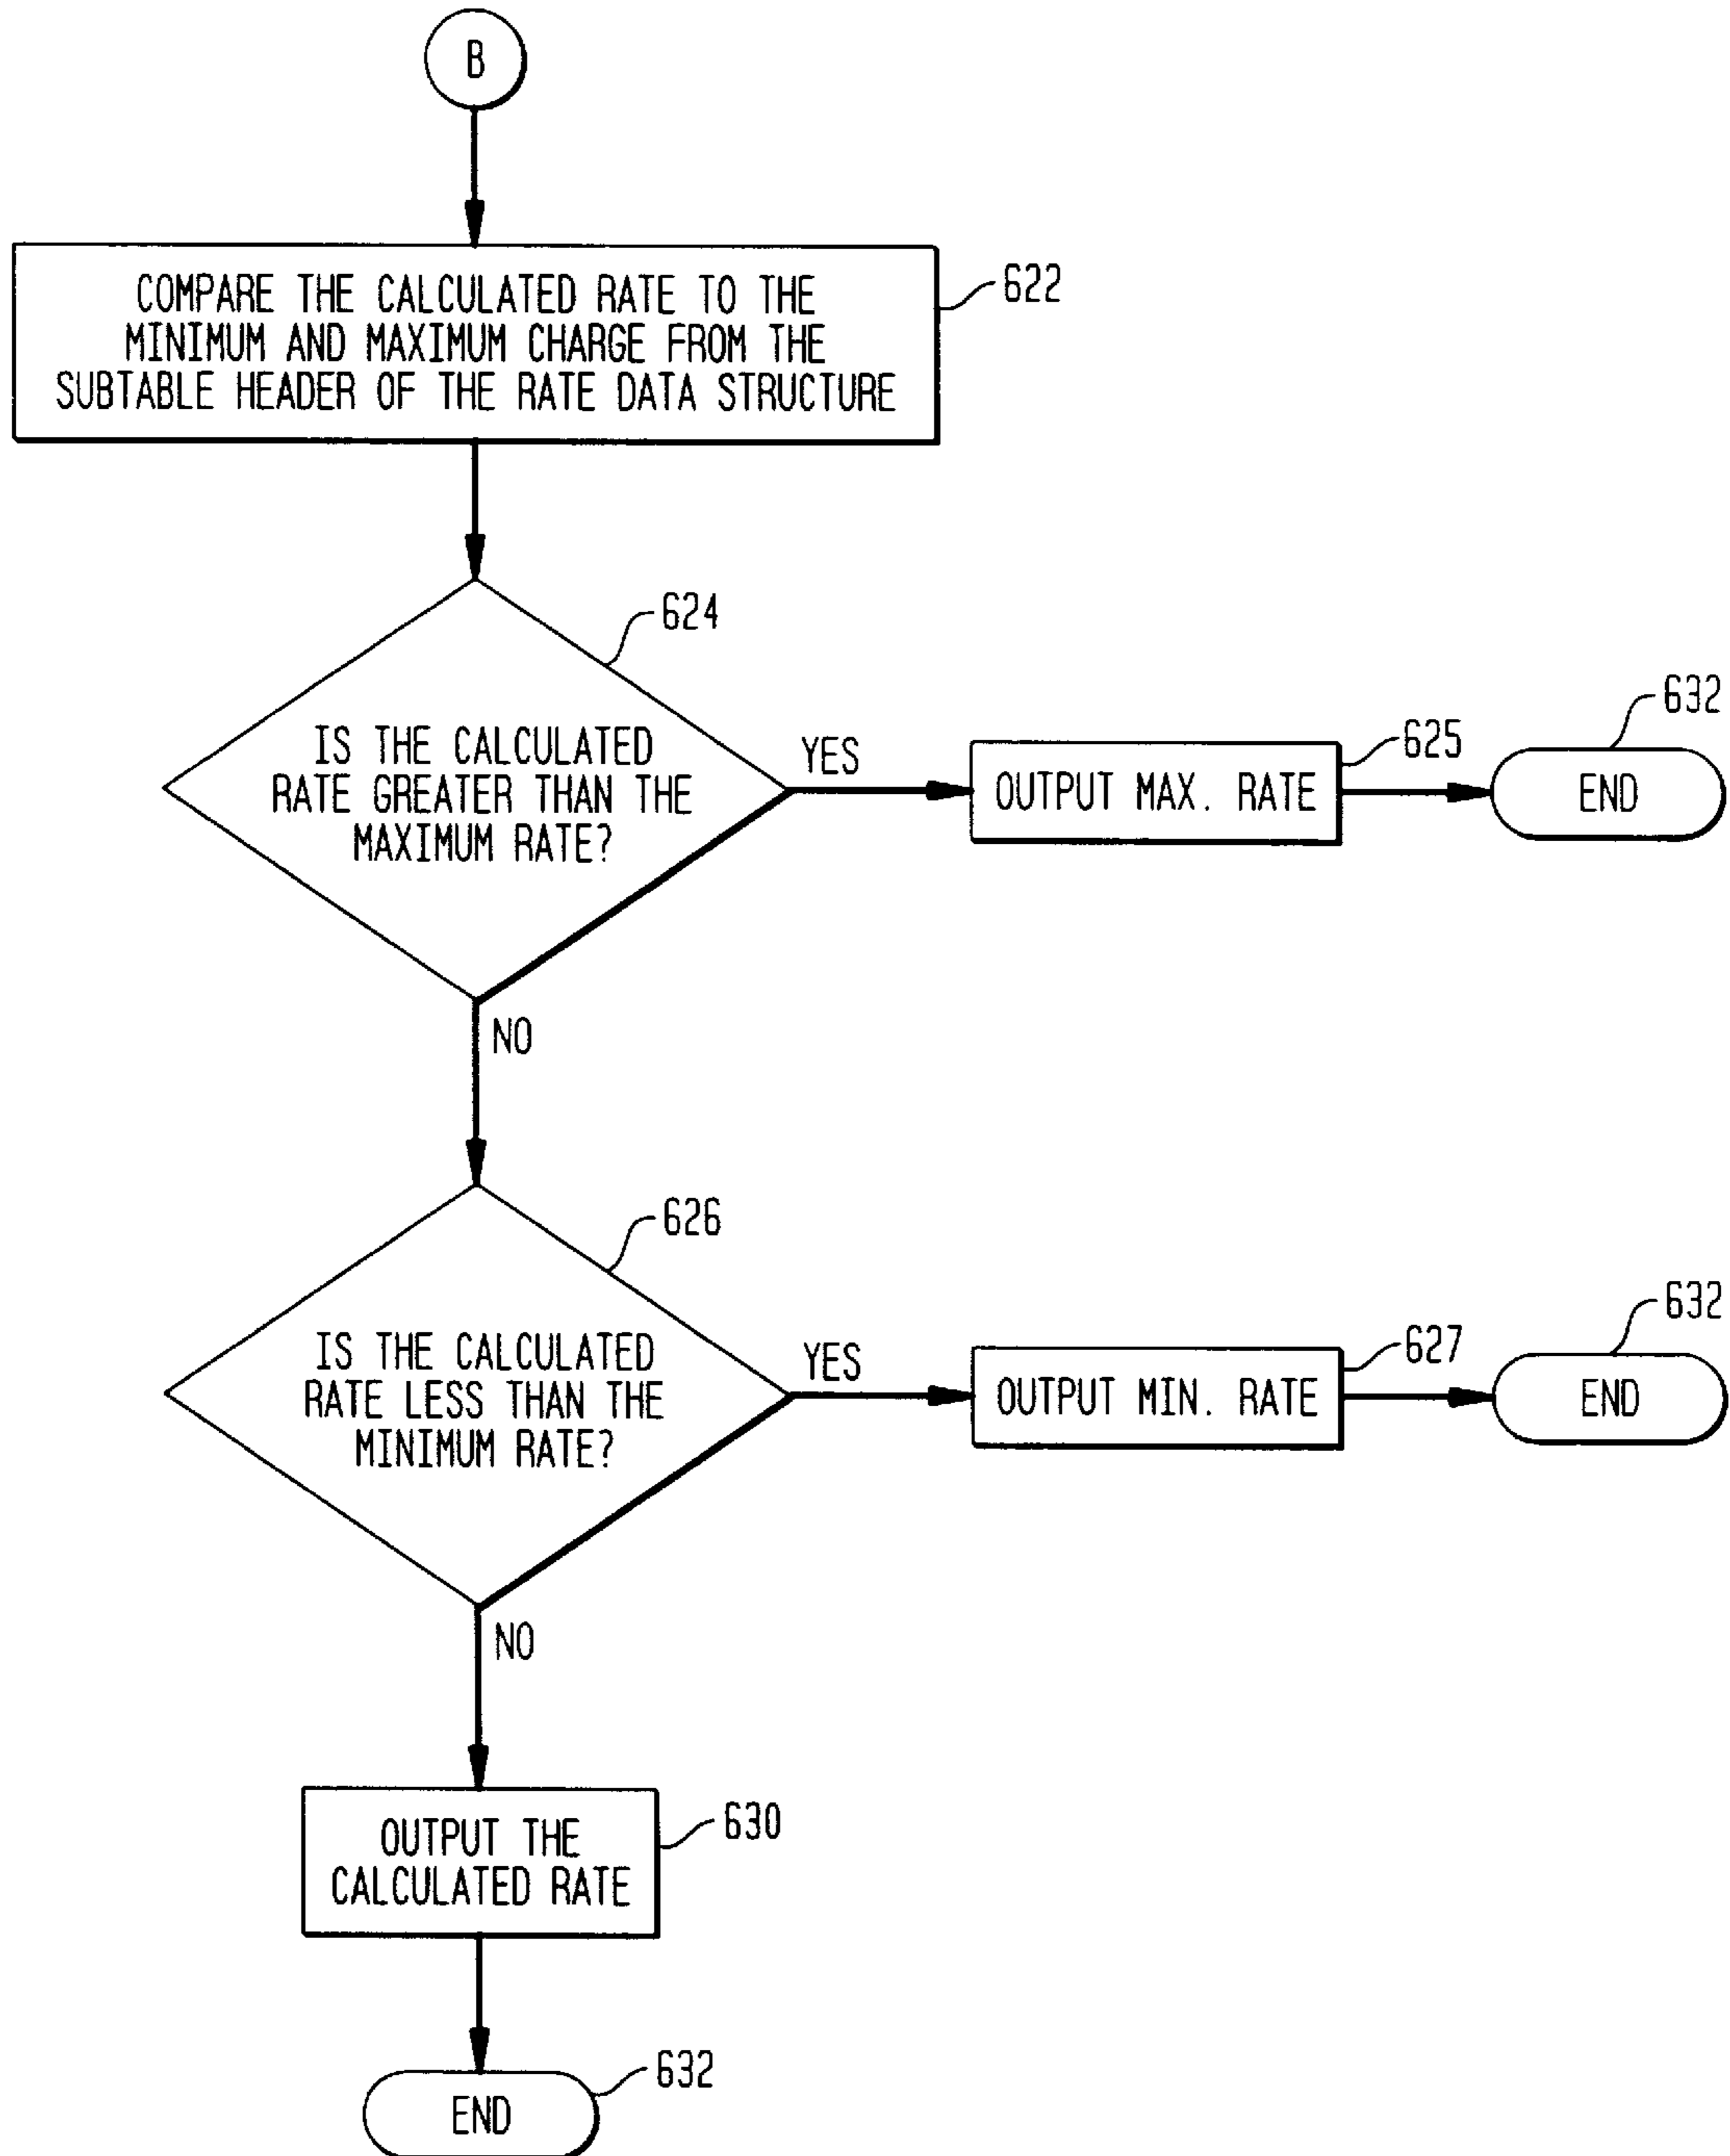 B
COMPARE THE CALCULATED RATE TO THE
MINIMUM AND MAXIMUM CHARGE FROM THE
SUBTABLE HEADER OF THE RATE DATA STRUCTURE
622
624
IS THE CALCULATED
RATE GREATER THAN THE
MAXIMUM RATE?
YES
OUTPUT MAX. RATE
625
632
END
NO
626
IS THE CALCULATED
RATE LESS THAN THE
MINIMUM RATE?
YES
OUTPUT MIN. RATE
627
632
END
NO
OUTPUT THE
CALCULATED RATE
630
632
END